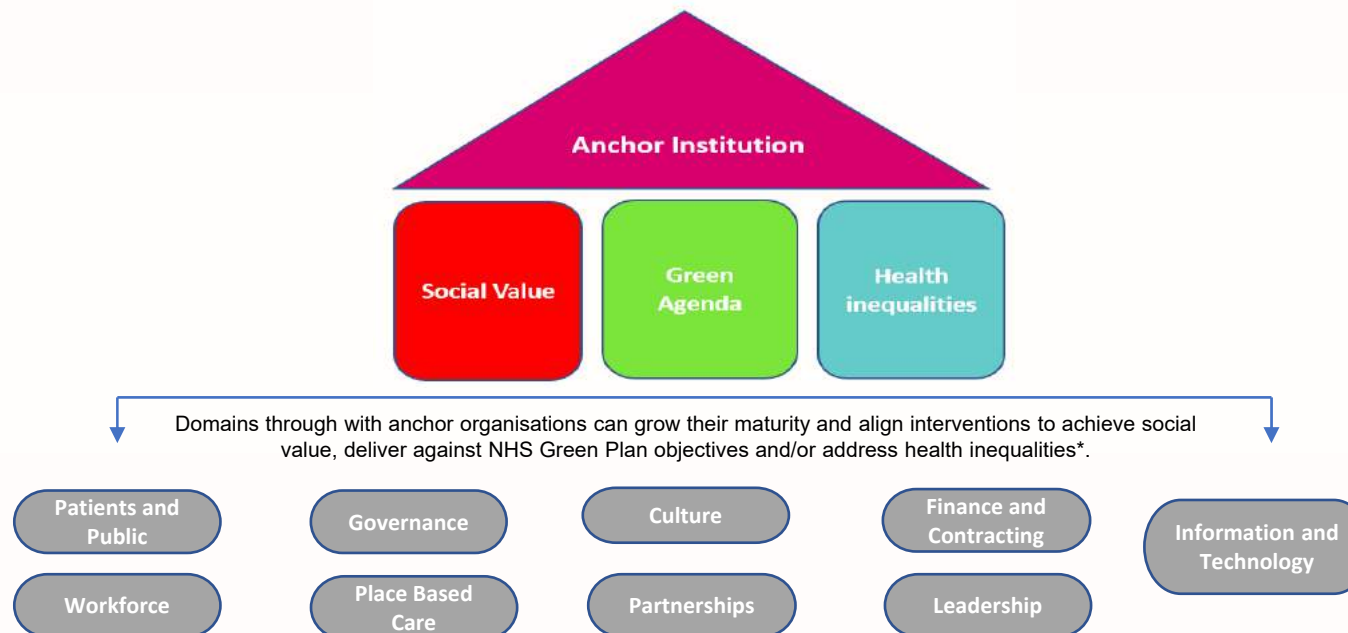 Anchor Institution
Social Value
Green
Agenda
Health
inequalities
Domains through with anchor organisations can grow their maturity and align interventions to achieve social
value, deliver against NHS Green Plan objectives and/or address health inequalities*.
Patients and
Public
Governance
Culture
Finance and
Contracting
Information and
Technology
Workforce
Place Based
Care
Partnerships
Leadership